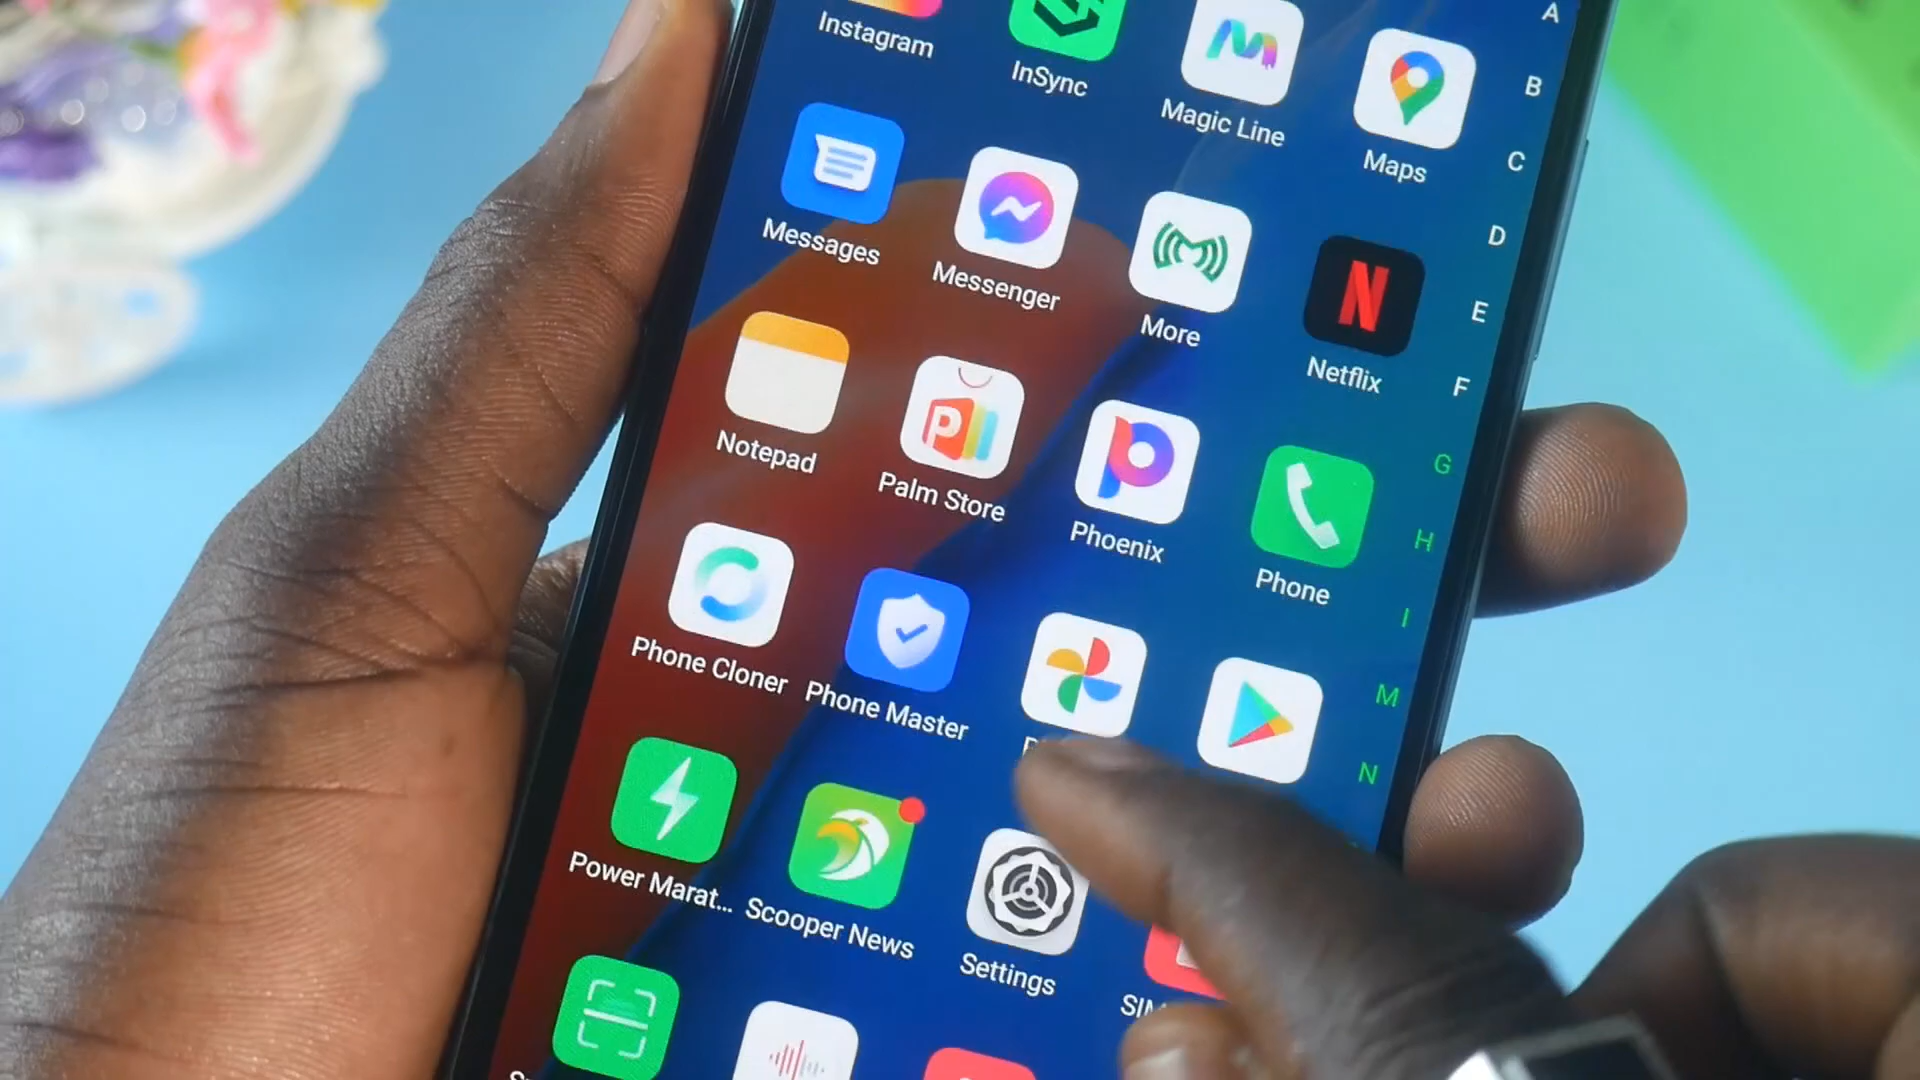 Instagram
InSync
Magic Line
Maps
Messages
Messenger
More
N
Netflix
Notepad
P
Palm Store
Phoenix
Phone
Phone Cloner
Phone Master
Power Marat...
Scooper News
Settings
SIM
A
B
C
D
E
F
G
H
I
M
N